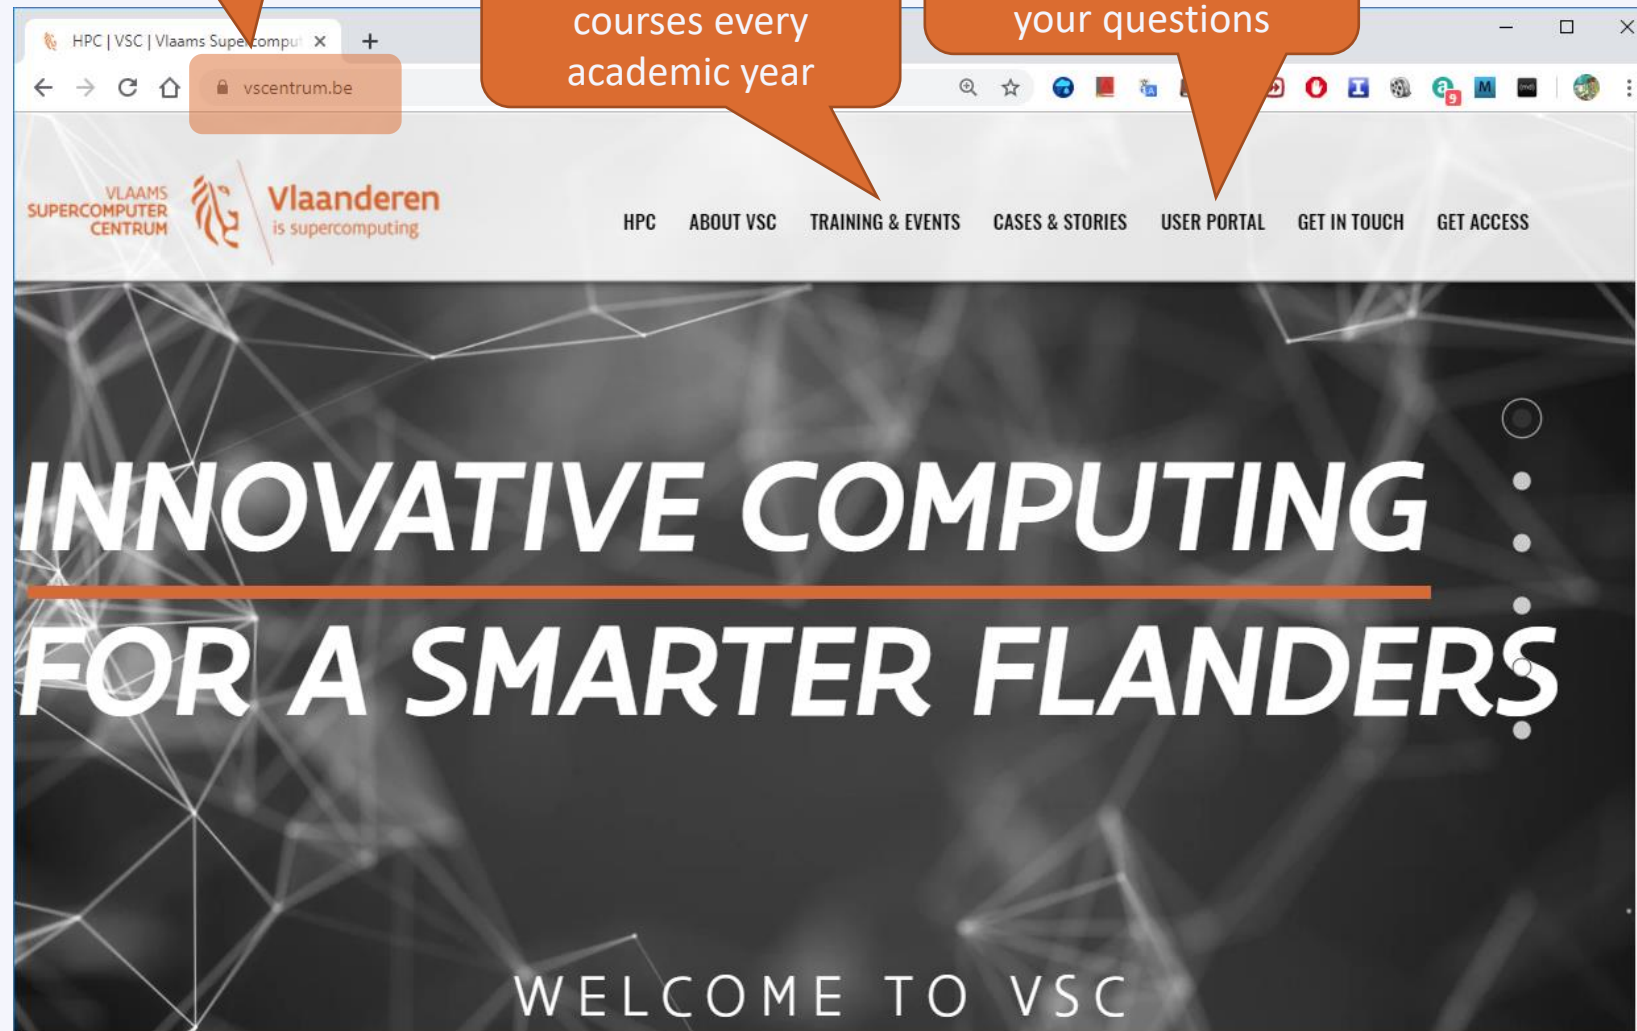 courses every
academic year
your questions
HPC | VSC | Vlaams Supercomput
vscentrum.be
9
M
VLAAMS
SUPERCOMPUTER
CENTRUM
Vlaanderen
is supercomputing
HPC ABOUT VSC TRAINING & EVENTS CASES & STORIES USER PORTAL GET IN TOUCH GET ACCESS
INNOVATIVE COMPUTING
FOR A SMARTER FLANDERS
WELCOME TO VSC